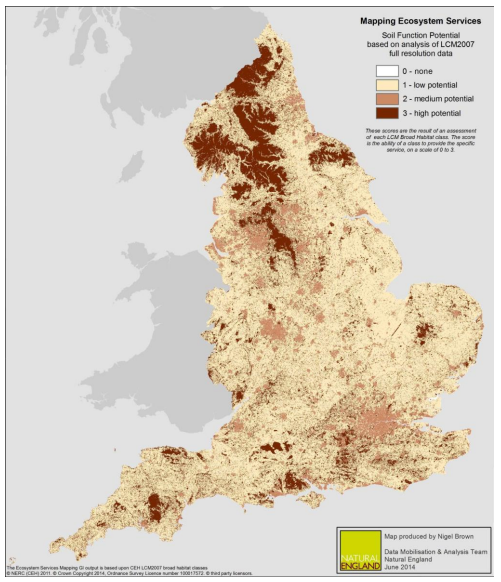 Mapping Ecosystem Services
Soil Function Potential
based on analysis of LCM2007
full resolution data
0 - none
1 - low potential
2 - medium potential
3 - high potential
These scores are the result of an assessment
of each LCM Broad Habitat class. The score
is the ability of a class to provide the specific
service, on a scale of 0 to 3.
NATURAL
ENGLAND
Map produced by Nigel Brown
Data Mobilisation & Analysis Team
Natural England
June 2014
The Ecosystem Services Mapping GI output is based upon CEH LCM2007 broad habitat classes
© NERC (CEH) 2011. © Crown Copyright 2014, Ordnance Survey Licence number 100017572. © third party licensors.